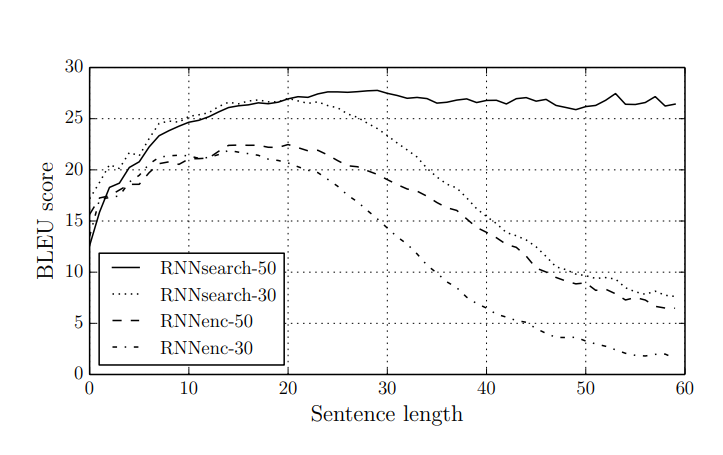 30
25
20
15
10
5
0
BLEU score
RNNsearch-50
RNNsearch-30
RNNenc-50
RNNenc-30
0 10 20 30 40 50 60
Sentence length